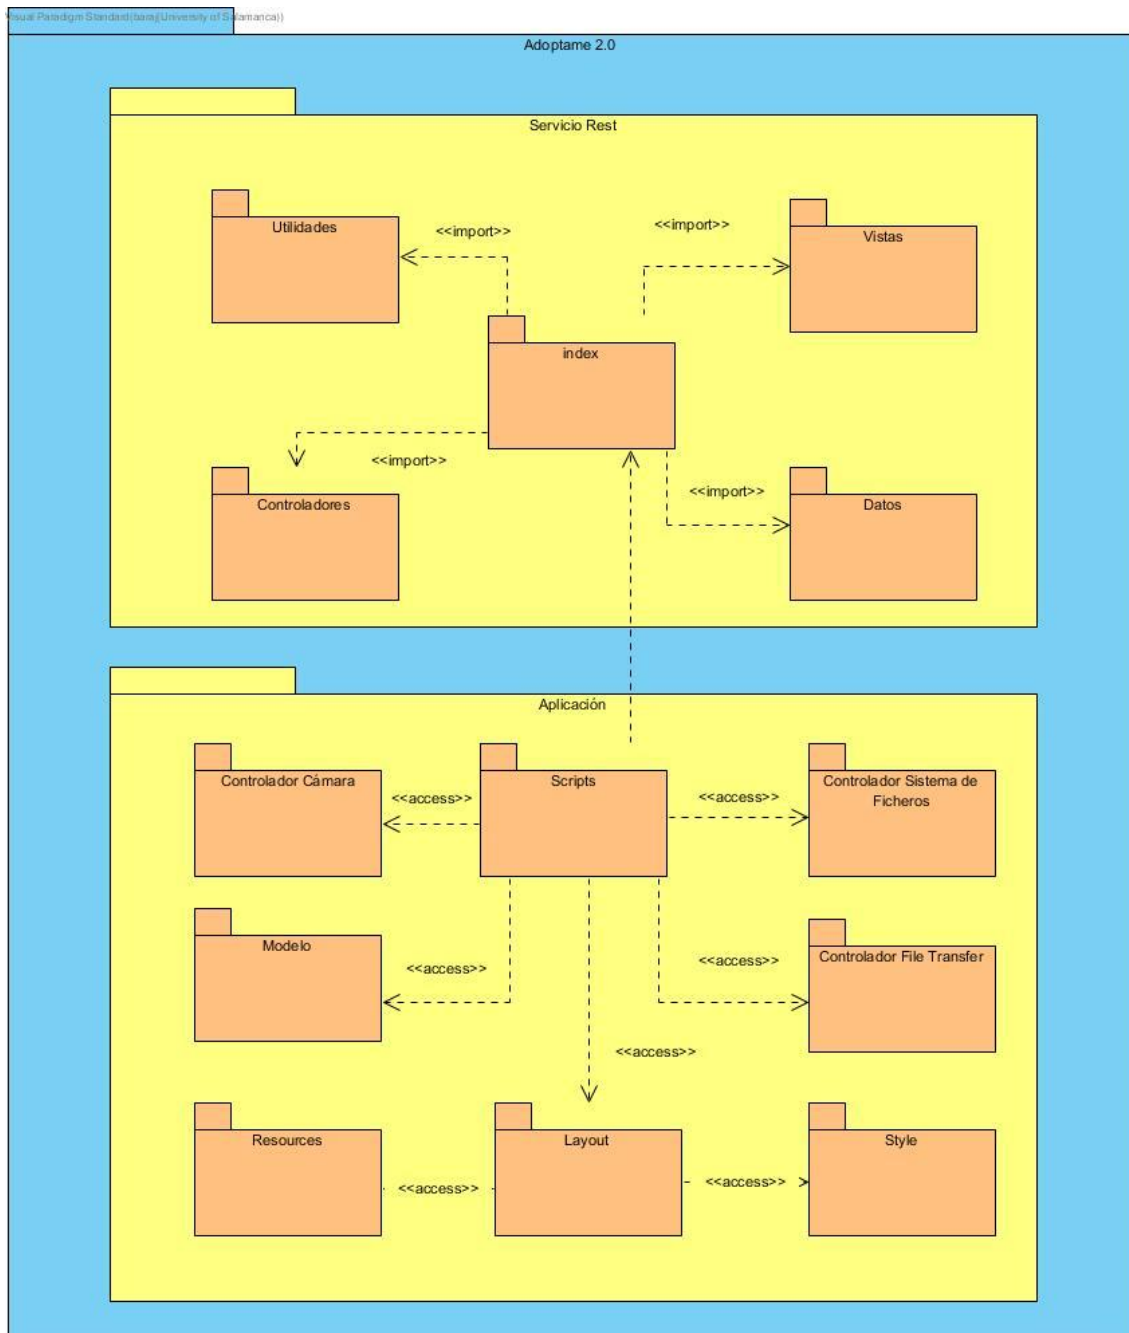 Visual Paradigm Standard(baraj(University of Salamanca))
Adoptame 2.0
Servicio Rest
Utilidades
<<import>>
<<import>>
Vistas
index
<<import>>
Controladores
<<import>>
Datos
Aplicación
Controlador Cámara
<<access>>
Scripts
<<access>>
Controlador Sistema de
Ficheros
Modelo
<<access>>
<<access>>
Controlador File Transfer
<<access>>
Resources
<<access>>
Layout
<<access>>
Style